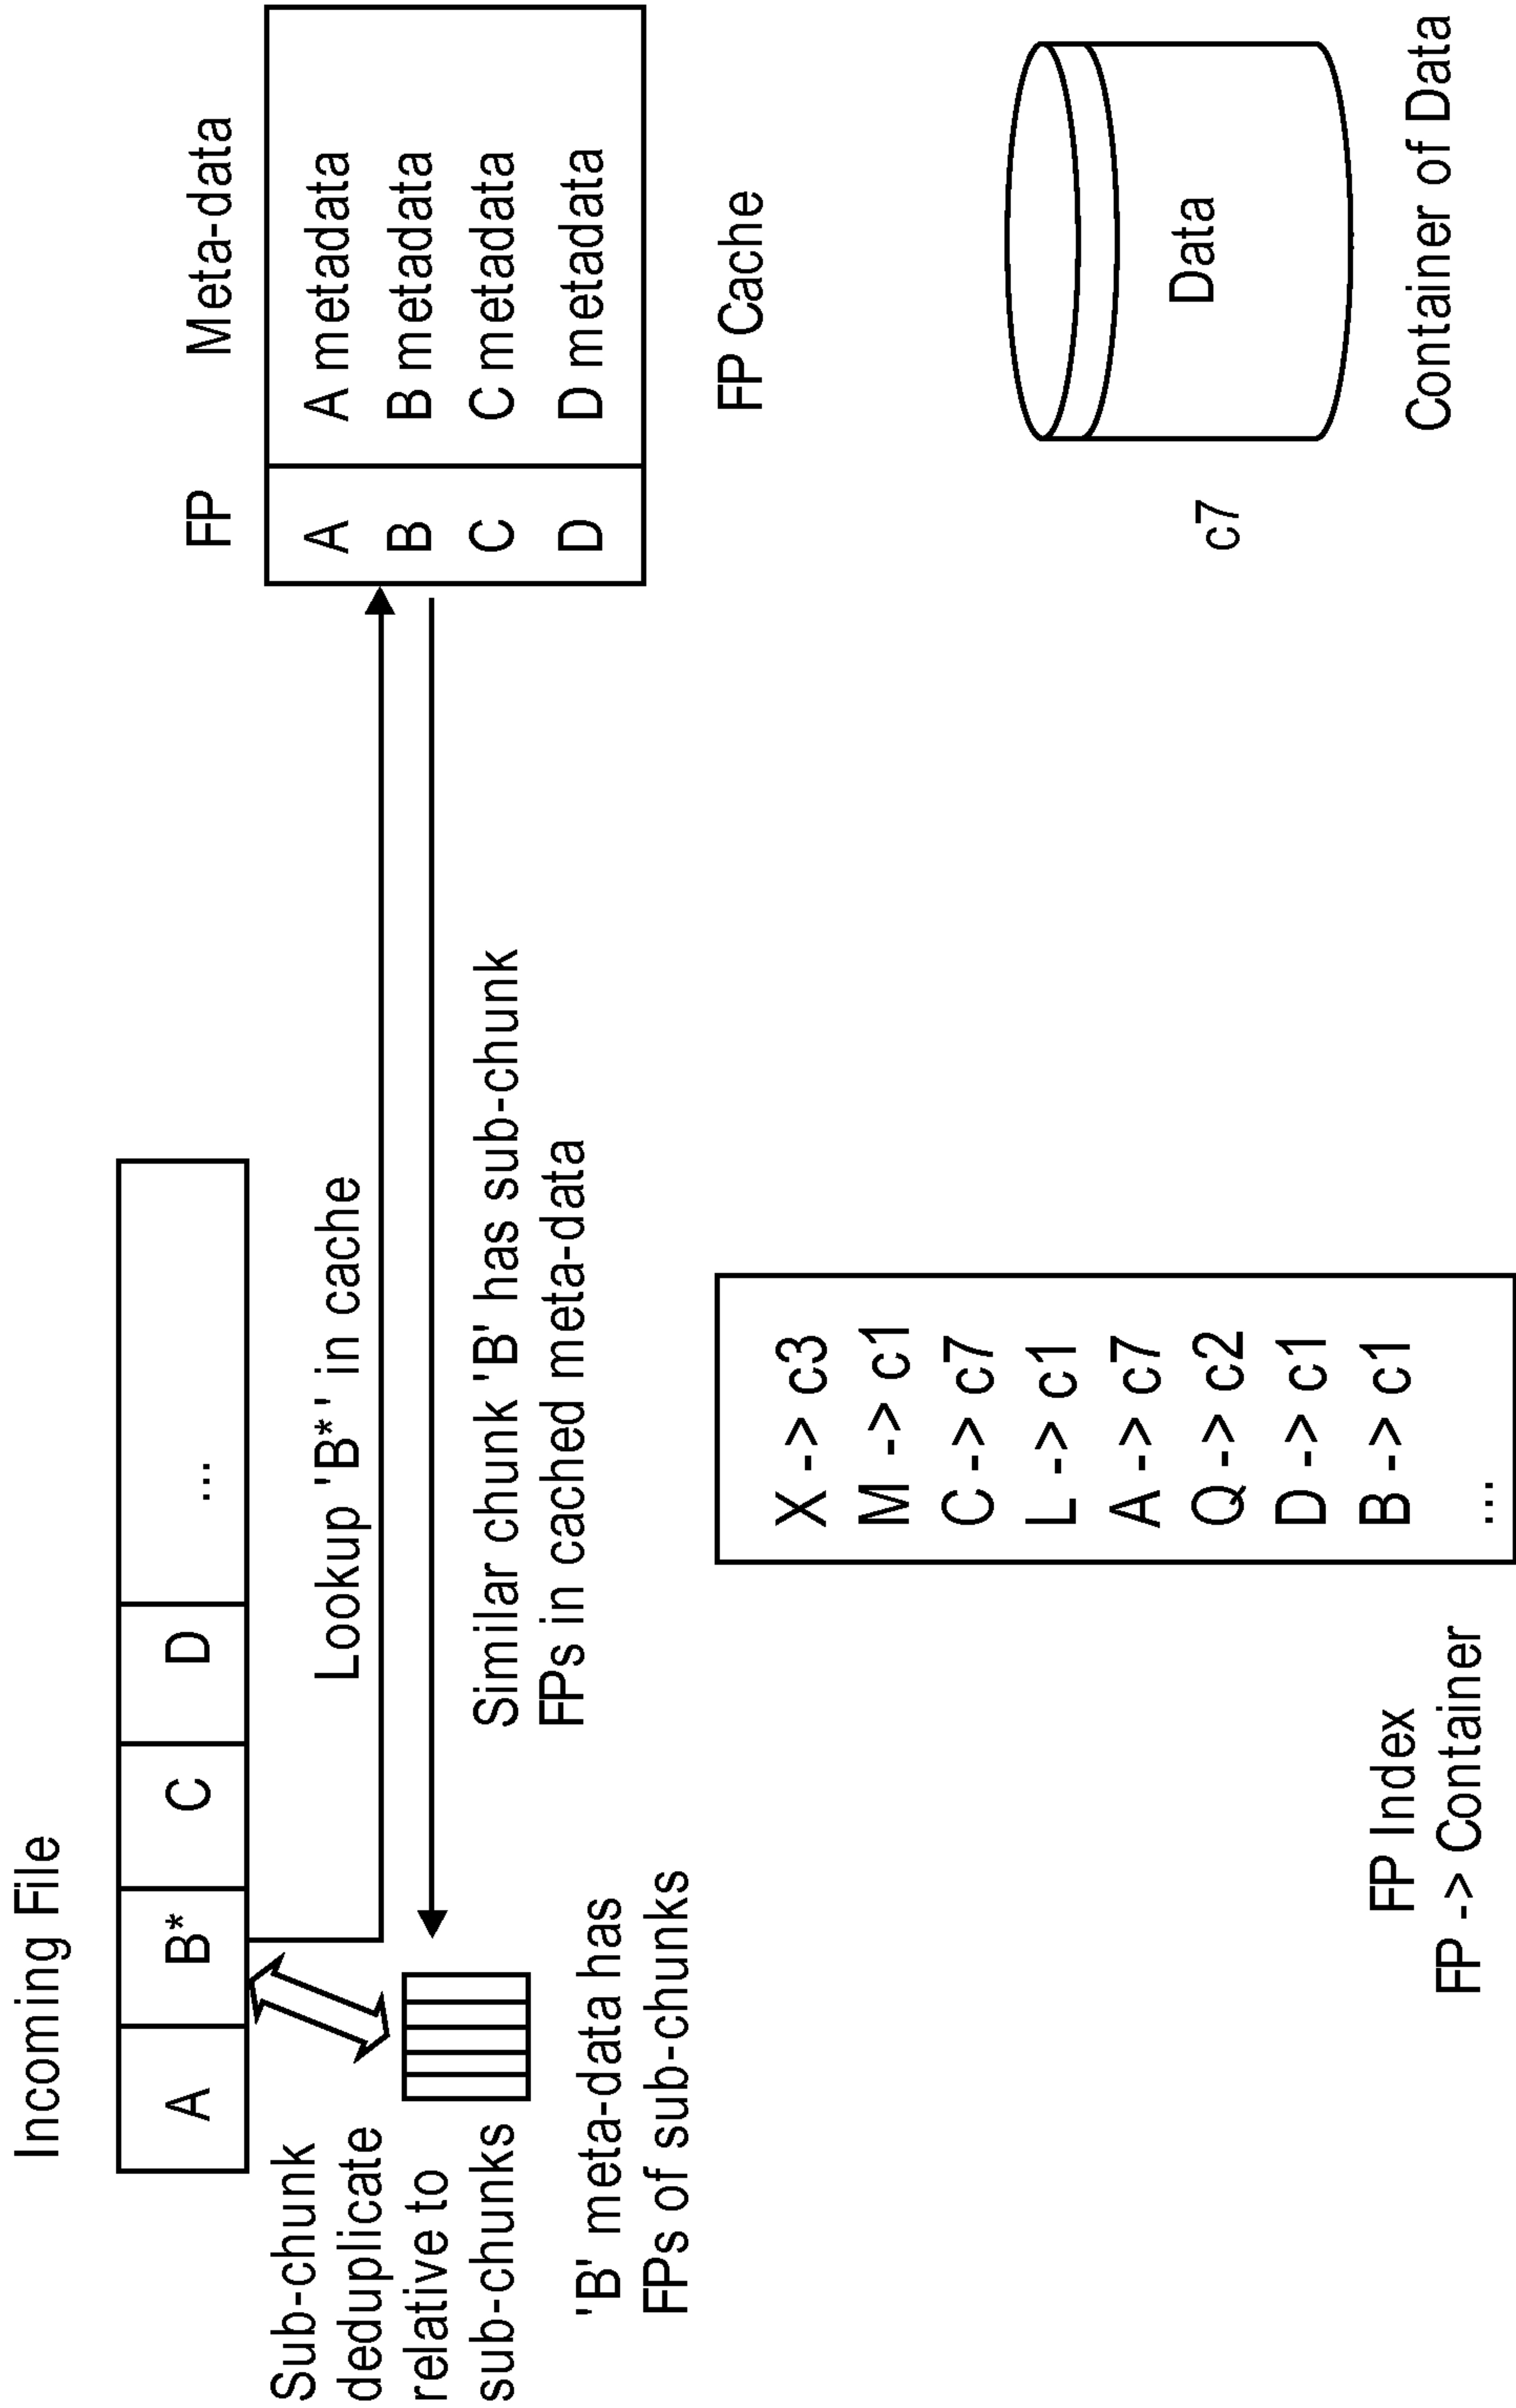 Incoming File
A
B*
C
D
...
Sub-chunk
deduplicate
relative to
sub-chunks
Lookup 'B*' in cache
Similar chunk 'B' has sub-chunk
FPs in cached meta-data
'B' meta-data has
FPs of sub-chunks
FP
Meta-data
A
A metadata
B
B metadata
C
C metadata
D
D metadata
FP Cache
X -> c3
M -> c1
C -> c7
L -> c1
A -> c7
Q -> c2
D -> c1
B -> c1
...
FP Index
FP -> Container
c7
Data
Container of Data